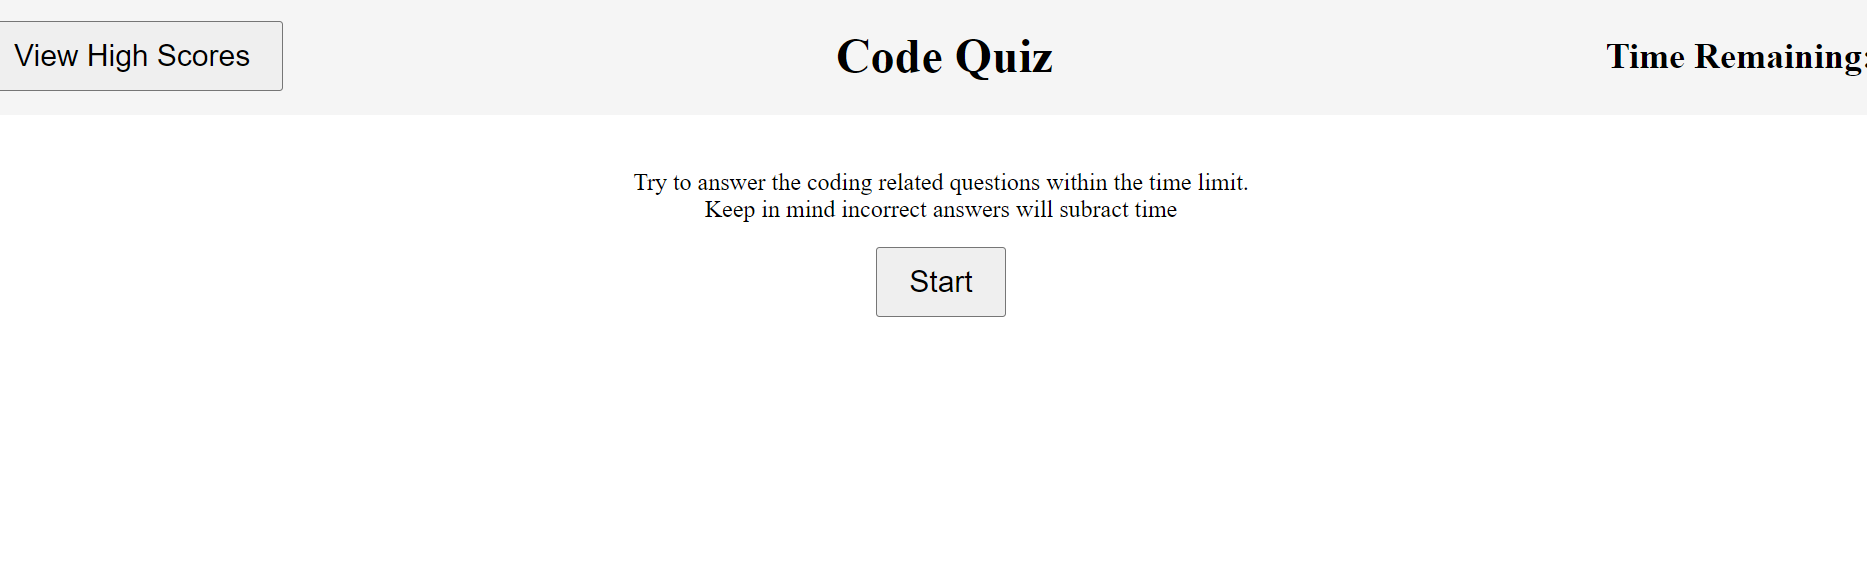 View High Scores
Code Quiz
Time Remaining:
Try to answer the coding related questions within the time limit.
Keep in mind incorrect answers will subract time
Start